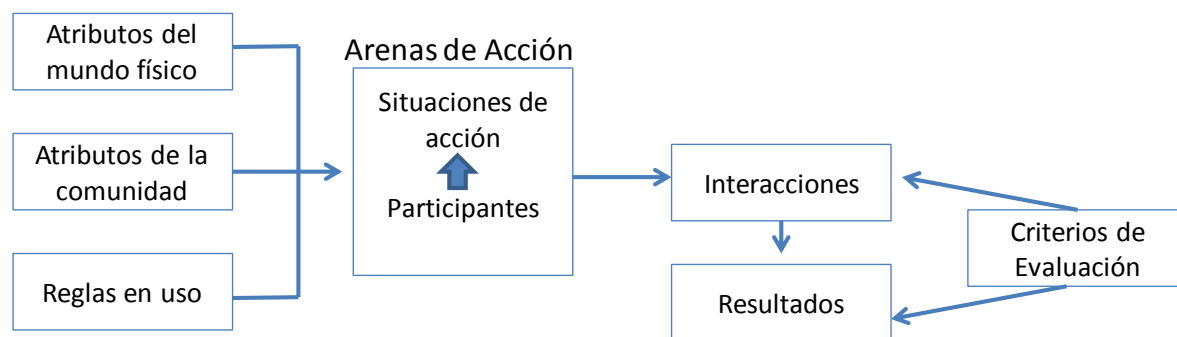 Atributos del
mundo físico
Atributos de la
comunidad
Reglas en uso
Arenas de Acción
Situaciones de
acción
Participantes
Interacciones
Resultados
Criterios de
Evaluación